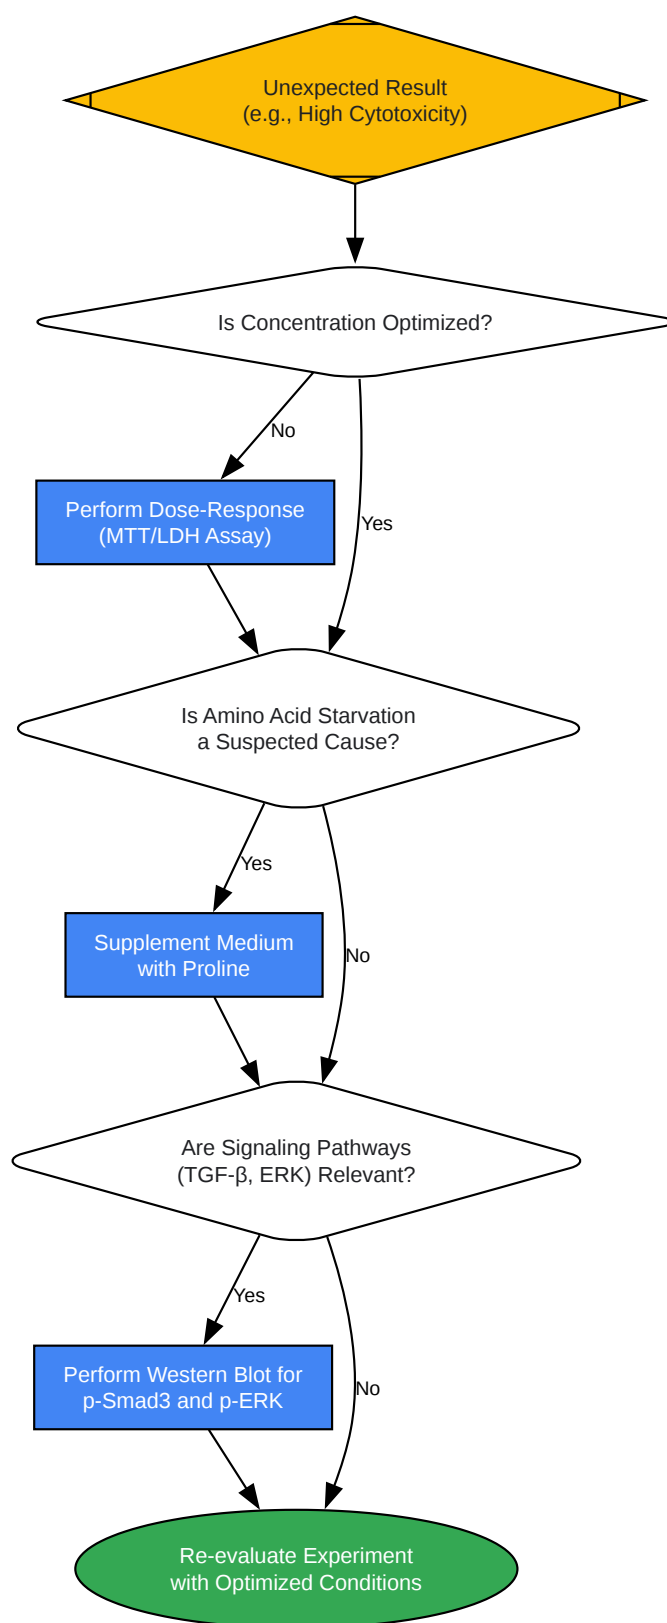 Unexpected Result
(e.g., High Cytotoxicity)
Is Concentration Optimized?
No
Perform Dose-Response
(MTT/LDH Assay)
Yes
Is Amino Acid Starvation
a Suspected Cause?
Yes
Supplement Medium
with Proline
No
Are Signaling Pathways
(TGF-β, ERK) Relevant?
Yes
Perform Western Blot for
p-Smad3 and p-ERK
No
Re-evaluate Experiment
with Optimized Conditions